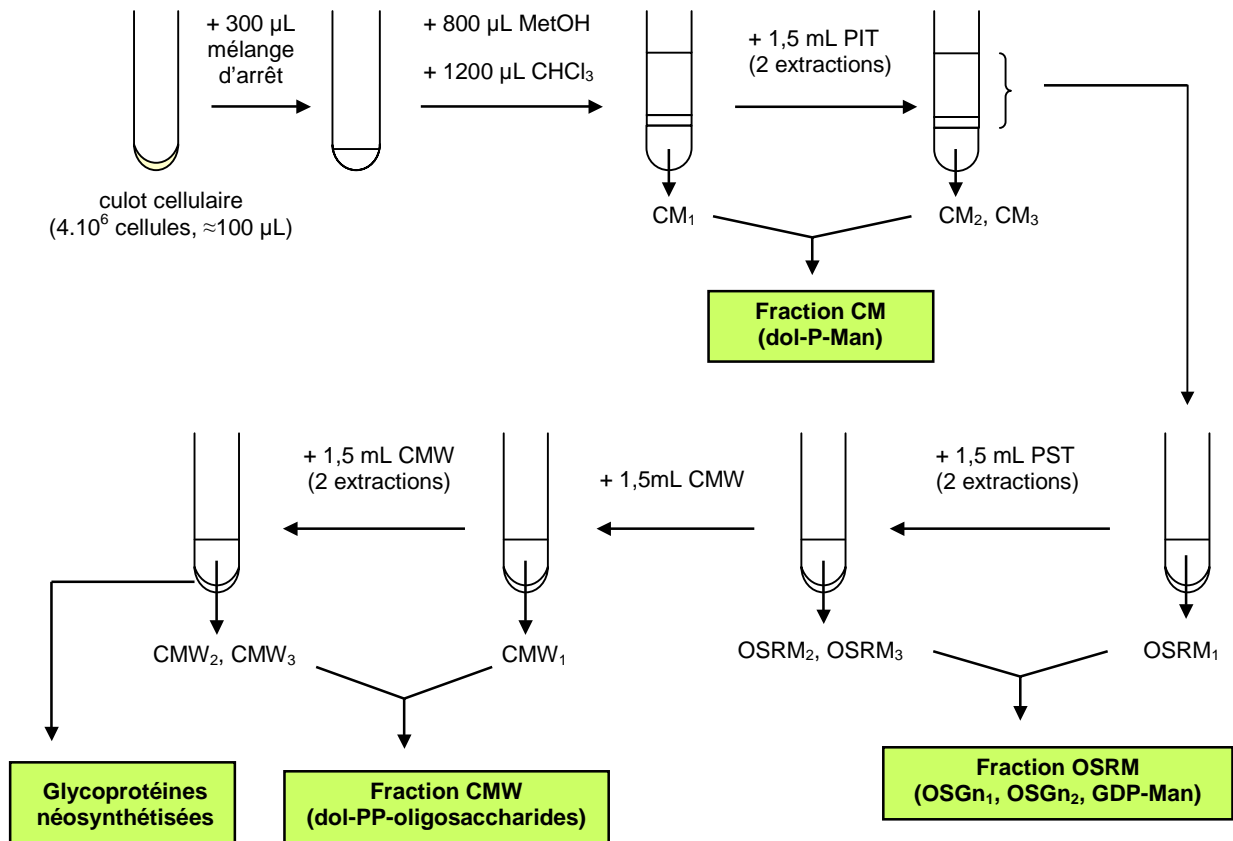 + 300 µL
mélange
d'arrêt
+ 800 µL MetOH
+ 1200 µL CHCl₃
+ 1,5 mL PIT
(2 extractions)
culot cellulaire
(4.10⁶ cellules, ≈100 µL)
CM₁
CM₂, CM₃
Fraction CM
(dol-P-Man)
+ 1,5 mL CMW
(2 extractions)
+ 1,5mL CMW
+ 1,5 mL PST
(2 extractions)
CMW₂, CMW₃
CMW₁
OSRM₂, OSRM₃
OSRM₁
Glycoprotéines
néosynthétisées
Fraction CMW
(dol-PP-oligosaccharides)
Fraction OSRM
(OSGn₁, OSGn₂, GDP-Man)